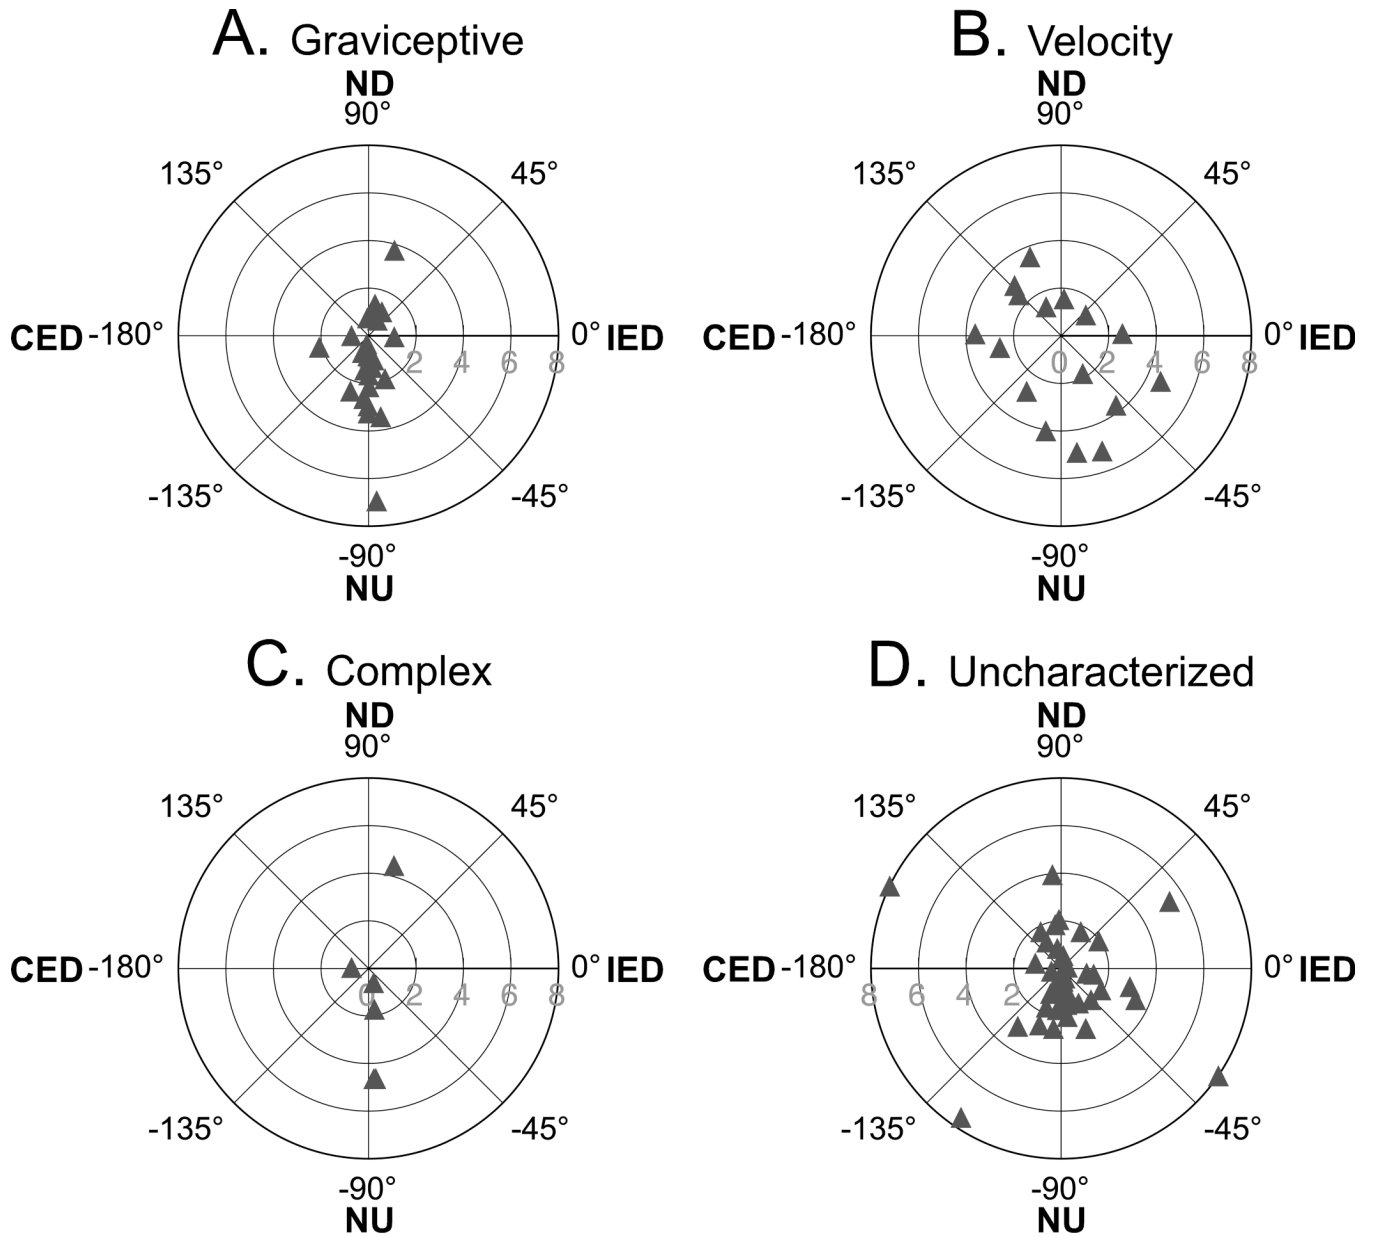 A. Graviceptive
ND
90°
135° 45°
CED -180° 0° IED
2 4 6 8
-135° -45°
-90°
NU
B. Velocity
ND
90°
135° 45°
CED -180° 0° IED
0 2 4 6 8
-135° -45°
-90°
NU
C. Complex
ND
90°
135° 45°
CED -180° 0° IED
0 2 4 6 8
-135° -45°
-90°
NU
D. Uncharacterized
ND
90°
135° 45°
CED -180° 0° IED
8 6 4 2
-135° -45°
-90°
NU